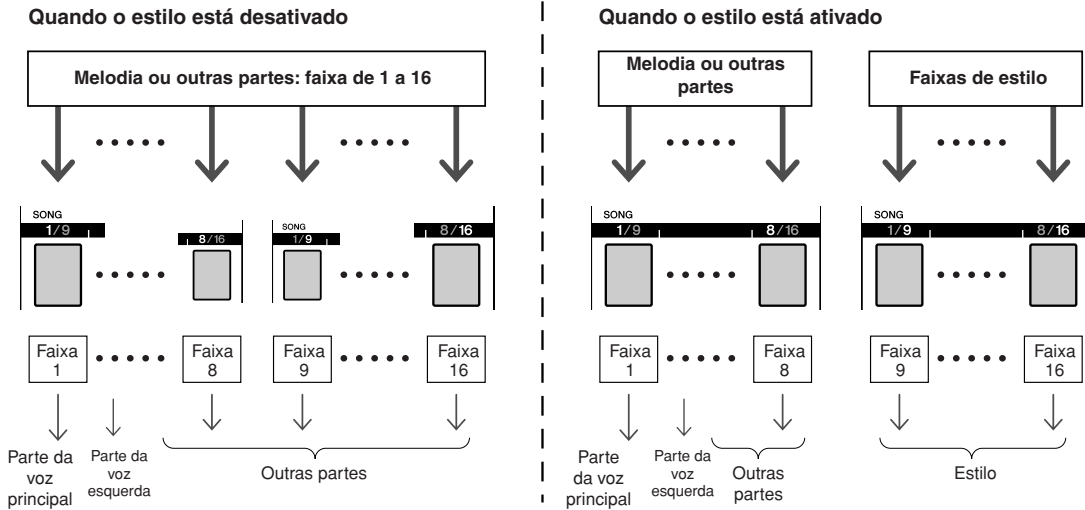 Quando o estilo está desativado
Melodia ou outras partes: faixa de 1 a 16
SONG
1/9
8/16
SONG
1/9
8/16
Faixa
1
Faixa
8
Faixa
9
Faixa
16
Parte da
voz
principal
Parte da
voz
esquerda
Outras partes
Quando o estilo está ativado
Melodia ou outras
partes
Faixas de estilo
SONG
1/9
8/16
SONG
1/9
8/16
Faixa
1
Faixa
8
Faixa
9
Faixa
16
Parte
da voz
principal
Parte da
voz
esquerda
Outras
partes
Estilo